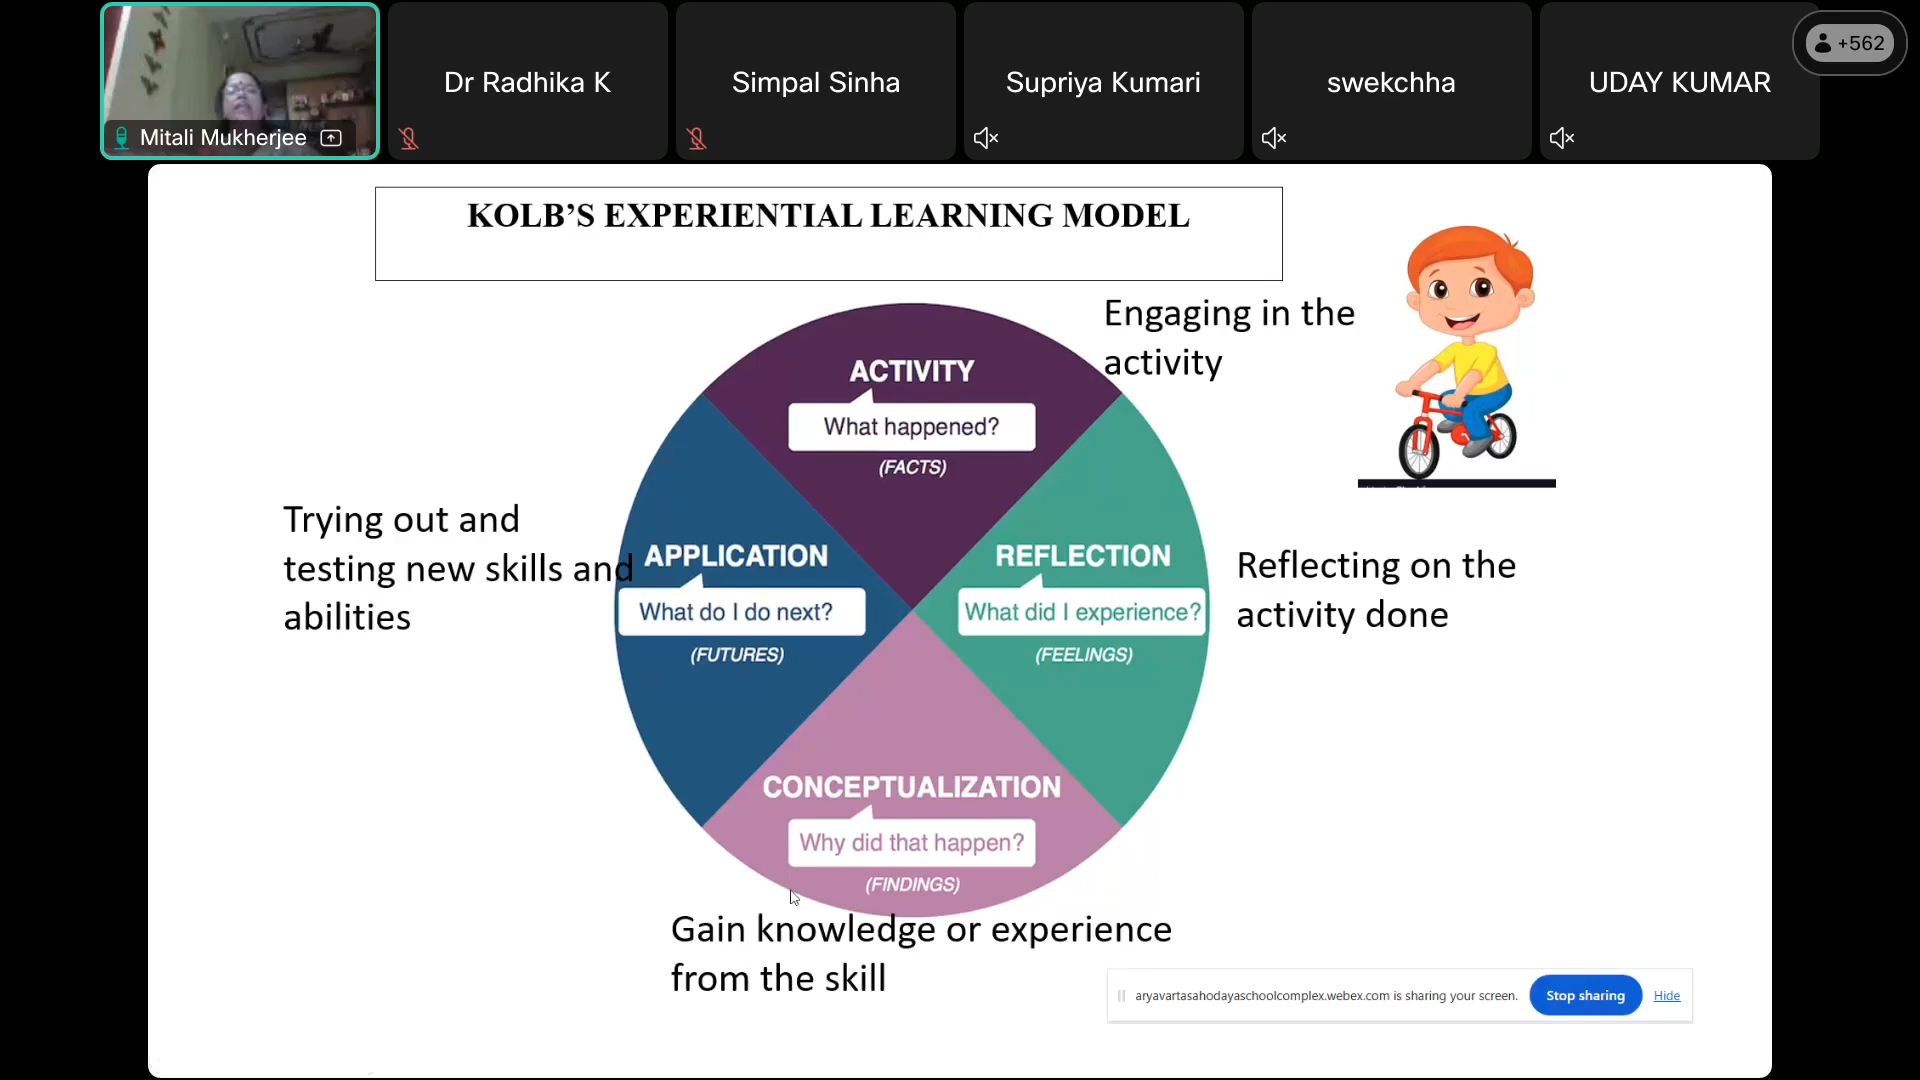 Mitali Mukherjee
Dr Radhika K
Simpal Sinha
Supriya Kumari
swekchha
UDAY KUMAR
+562
KOLB’S EXPERIENTIAL LEARNING MODEL
Engaging in the
activity
ACTIVITY
What happened?
(FACTS)
Trying out and
testing new skills and
abilities
APPLICATION
What do I do next?
(FUTURES)
REFLECTION
What did I experience?
(FEELINGS)
Reflecting on the
activity done
CONCEPTUALIZATION
Why did that happen?
(FINDINGS)
Gain knowledge or experience
from the skill
aryavartasahodayaschoolcomplex.webex.com is sharing your screen.
Stop sharing
Hide